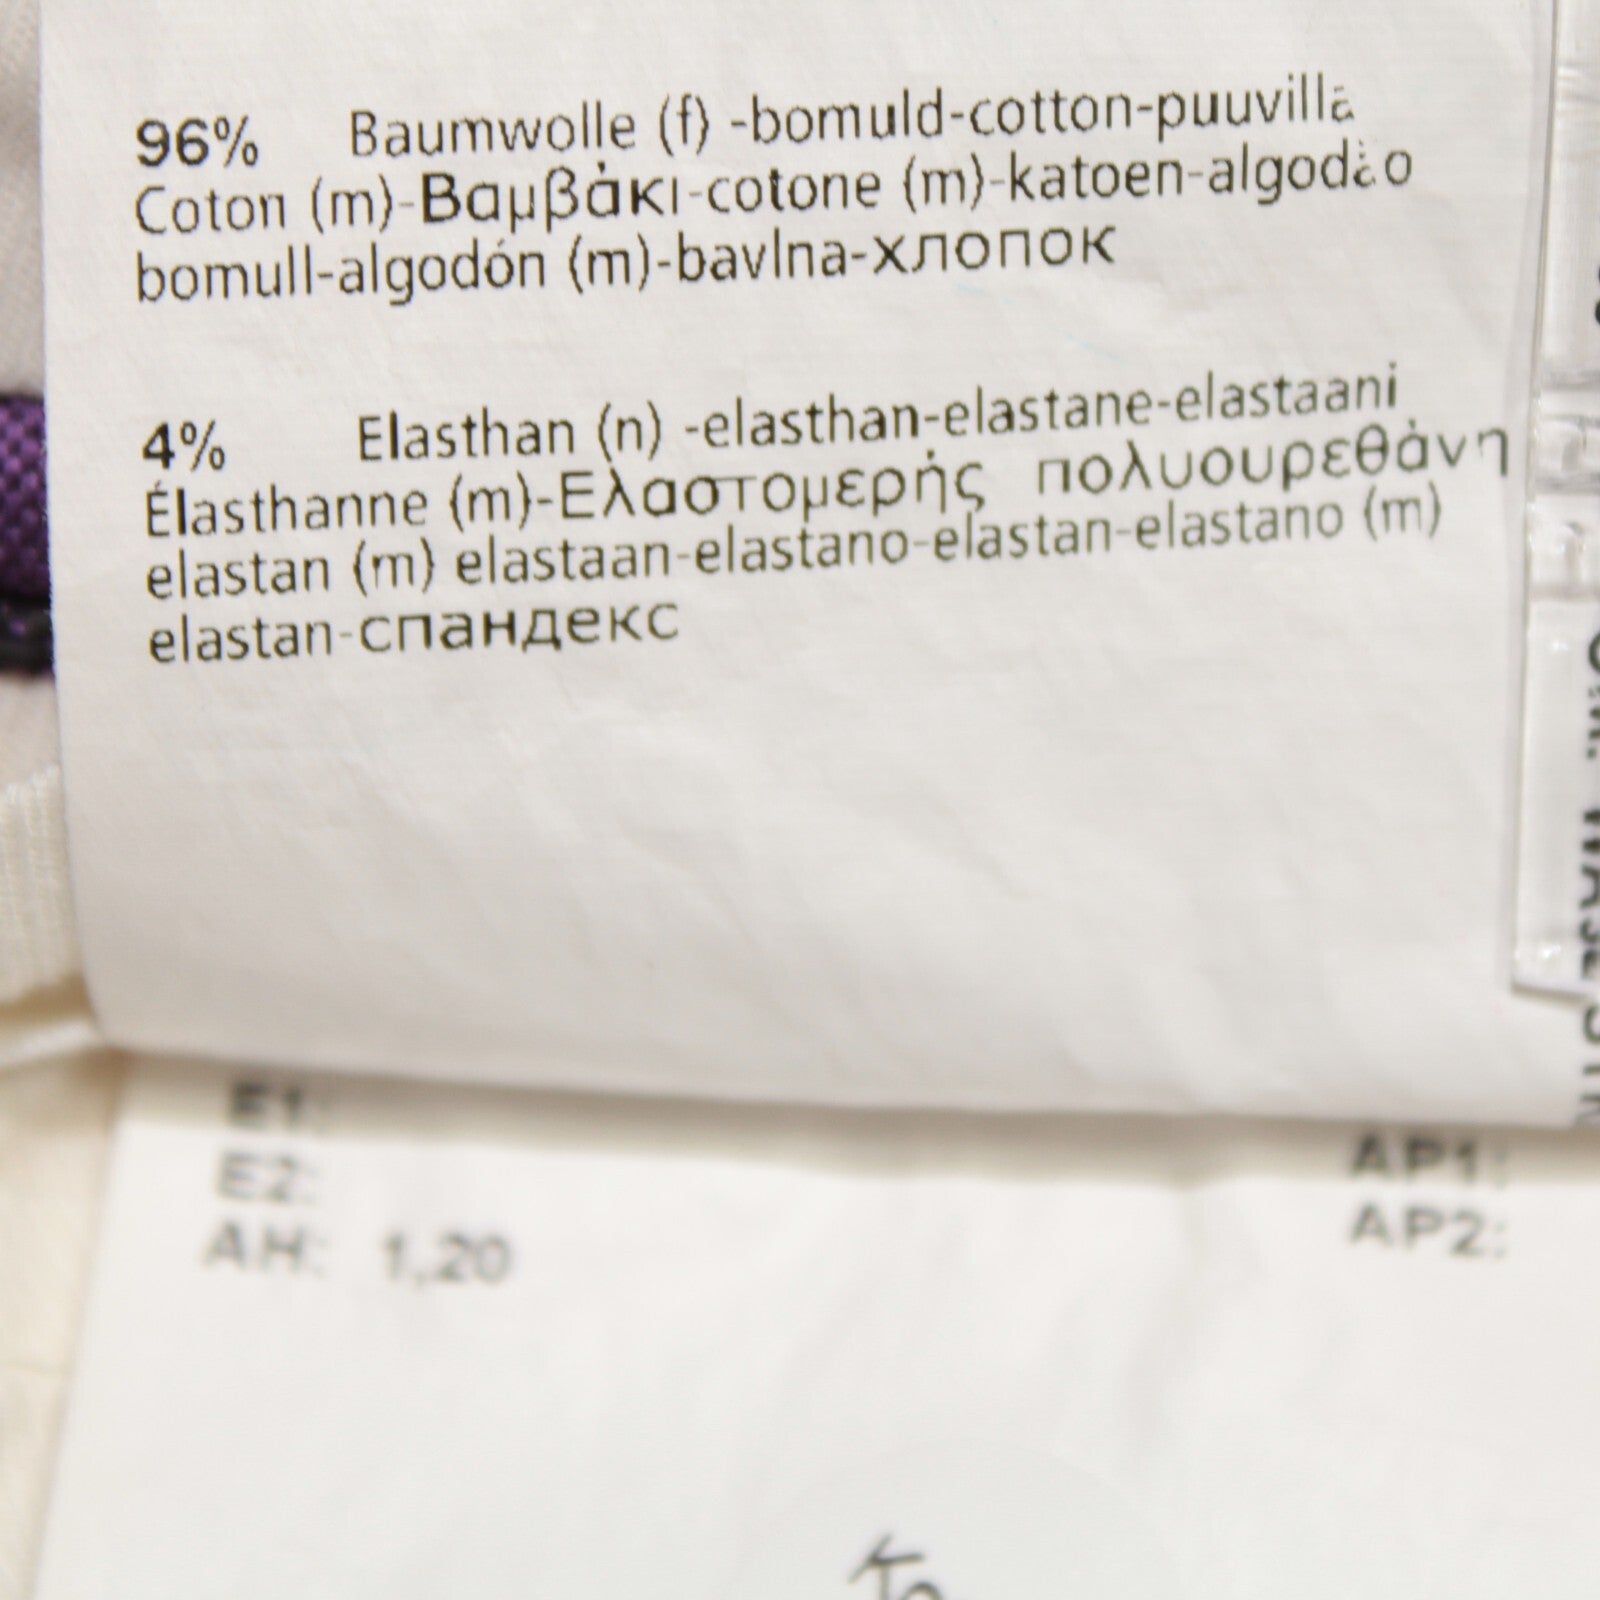 96% Baumwolle (f) -bomuld-cotton-puuvilla
Coton (m)-Βαμβάκι-cotone (m)-katoen-algodão
bomull-algodón (m)-bavlna-хлопок
4% Elasthan (n) -elasthan-elastane-elastaani
Élasthanne (m)-Ελαστομερής πολυουρεθάνη
elastan (m) elastaan-elastano-elastan-elastano (m)
elastan-спандекс
E1:
E2:
AH: 1,20
AP1:
AP2: